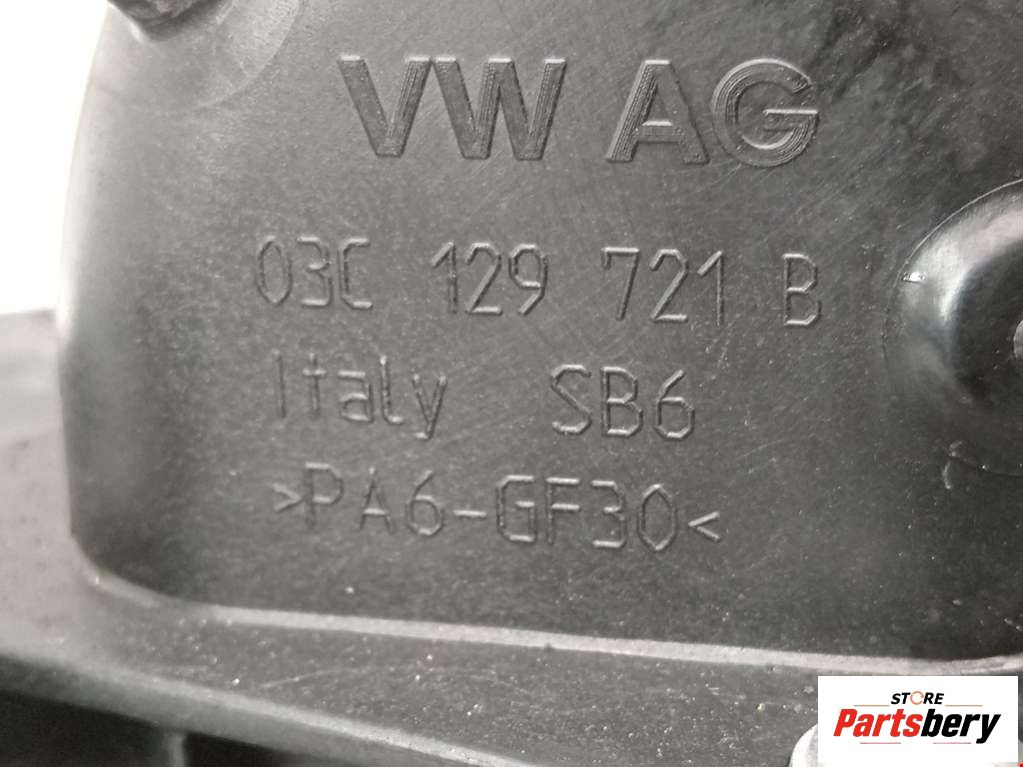 VW AG
03C 129 721 B
Italy SB6
>PA6-GF30<
STORE
Partsbery